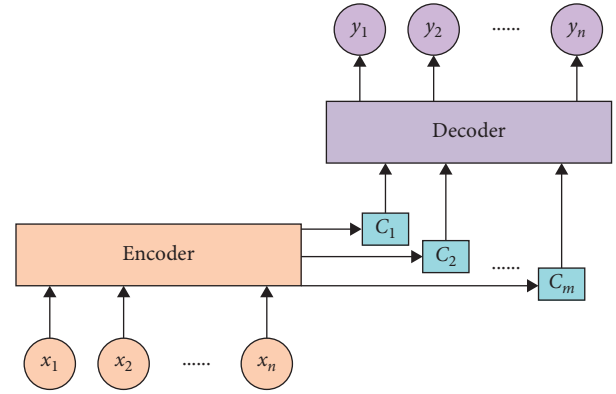 y₁ y₂ ...... yₙ
Decoder
C₁
Encoder
C₂
...... Cₘ
x₁ x₂ ...... xₙ